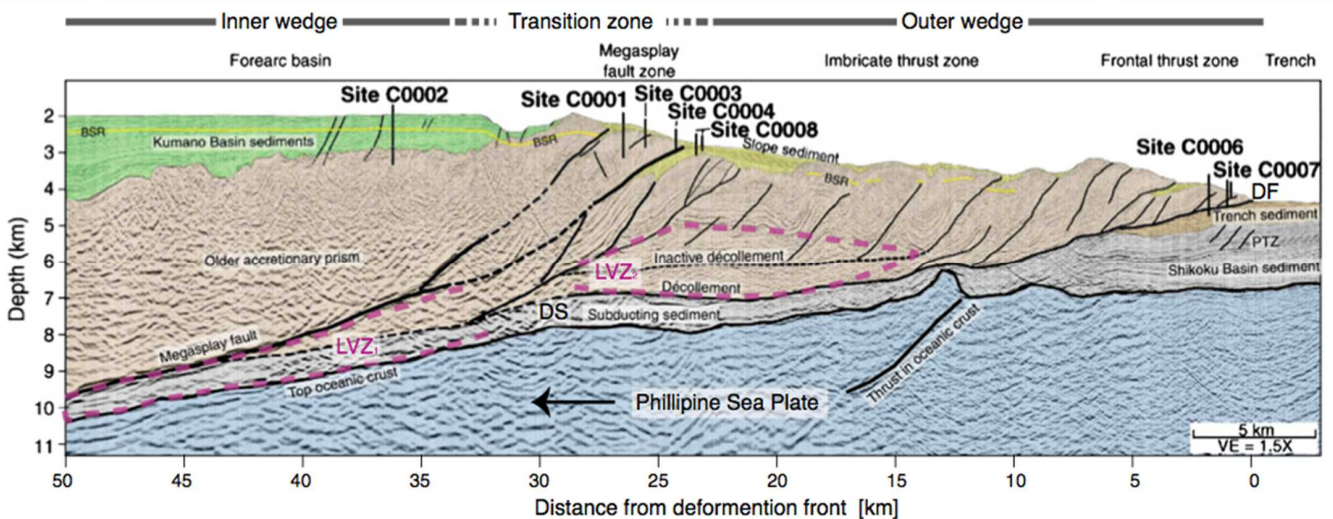 Inner wedge
Transition zone
Outer wedge
Forearc basin
Megasplay
fault zone
Imbricate thrust zone
Frontal thrust zone
Trench
Site C0002
Site C0001
Site C0003
Site C0004
Site C0008
Site C0006
Site C0007
DF
BSR
Kumano Basin sediments
BSR
Slope sediment
BSR
Trench sediment
PTZ
Older accretionary prism
Inactive décollement
LVZ2
Décollement
Shikoku Basin sediment
DS
Subducting sediment
Megasplay fault
LVZ1
Top oceanic crust
Thrust in oceanic crust
Phillipine Sea Plate
5 km
VE = 1.5X
Depth (km)
2
3
4
5
6
7
8
9
10
11
50
45
40
35
30
25
20
15
10
5
0
Distance from deformention front [km]